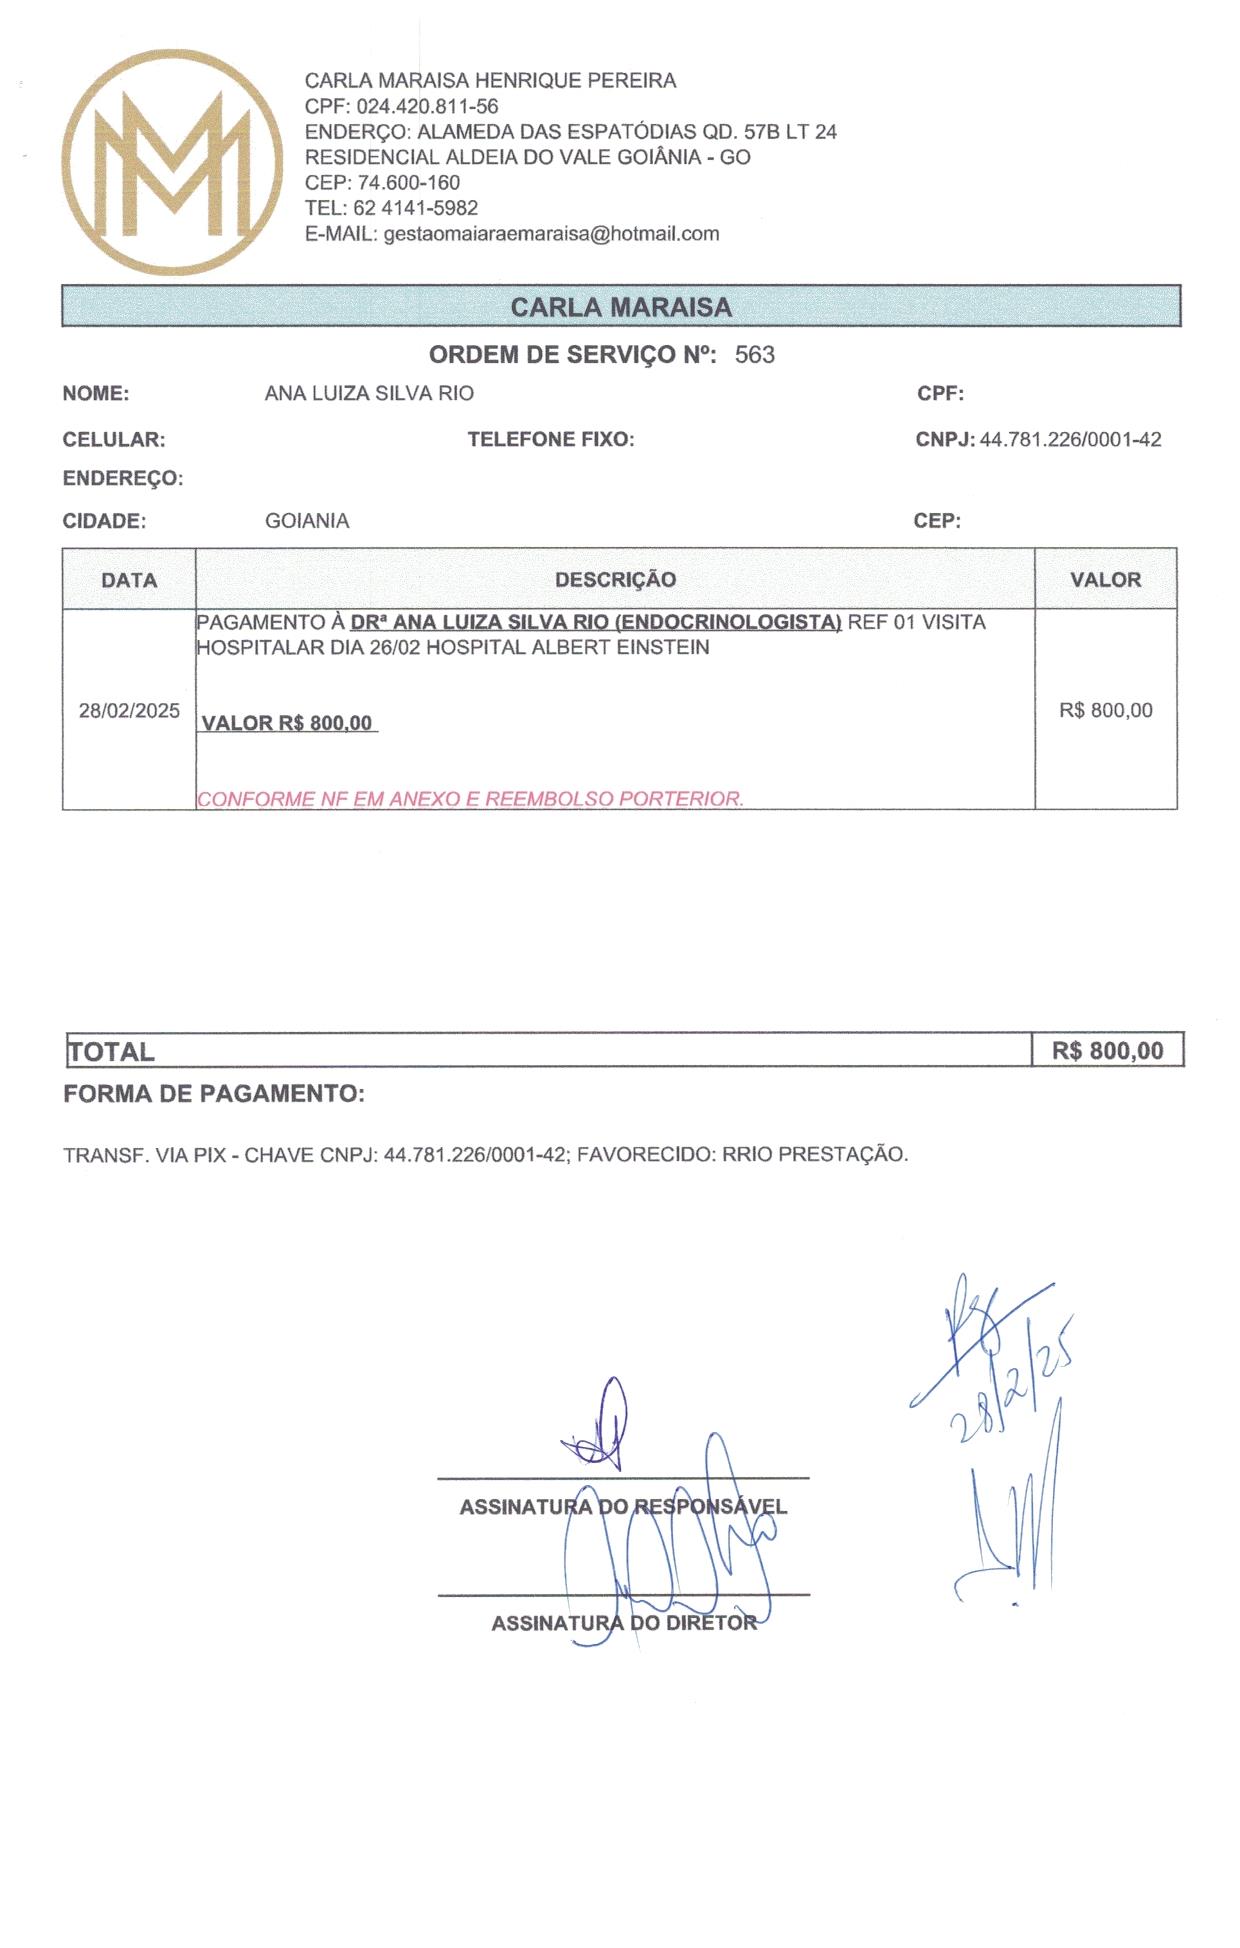 CARLA MARAISA HENRIQUE PEREIRA
CPF: 024.420.811-56
ENDERÇO: ALAMEDA DAS ESPATÓDIAS QD. 57B LT 24
RESIDENCIAL ALDEIA DO VALE GOIÂNIA - GO
CEP: 74.600-160
TEL: 62 4141-5982
E-MAIL: gestaomaiaraemaraisa@hotmail.com
CARLA MARAISA
ORDEM DE SERVIÇO Nº: 563
NOME: ANA LUIZA SILVA RIO CPF:
CELULAR: TELEFONE FIXO: CNPJ: 44.781.226/0001-42
ENDEREÇO:
CIDADE: GOIANIA CEP:
DATA DESCRIÇÃO VALOR
PAGAMENTO À DRª ANA LUIZA SILVA RIO (ENDOCRINOLOGISTA) REF 01 VISITA
HOSPITALAR DIA 26/02 HOSPITAL ALBERT EINSTEIN
28/02/2025 VALOR R$ 800,00 R$ 800,00
CONFORME NF EM ANEXO E REEMBOLSO PORTERIOR.
TOTAL R$ 800,00
FORMA DE PAGAMENTO:
TRANSF. VIA PIX - CHAVE CNPJ: 44.781.226/0001-42; FAVORECIDO: RRIO PRESTAÇÃO.
28/2/25
ASSINATURA DO RESPONSÁVEL
ASSINATURA DO DIRETOR